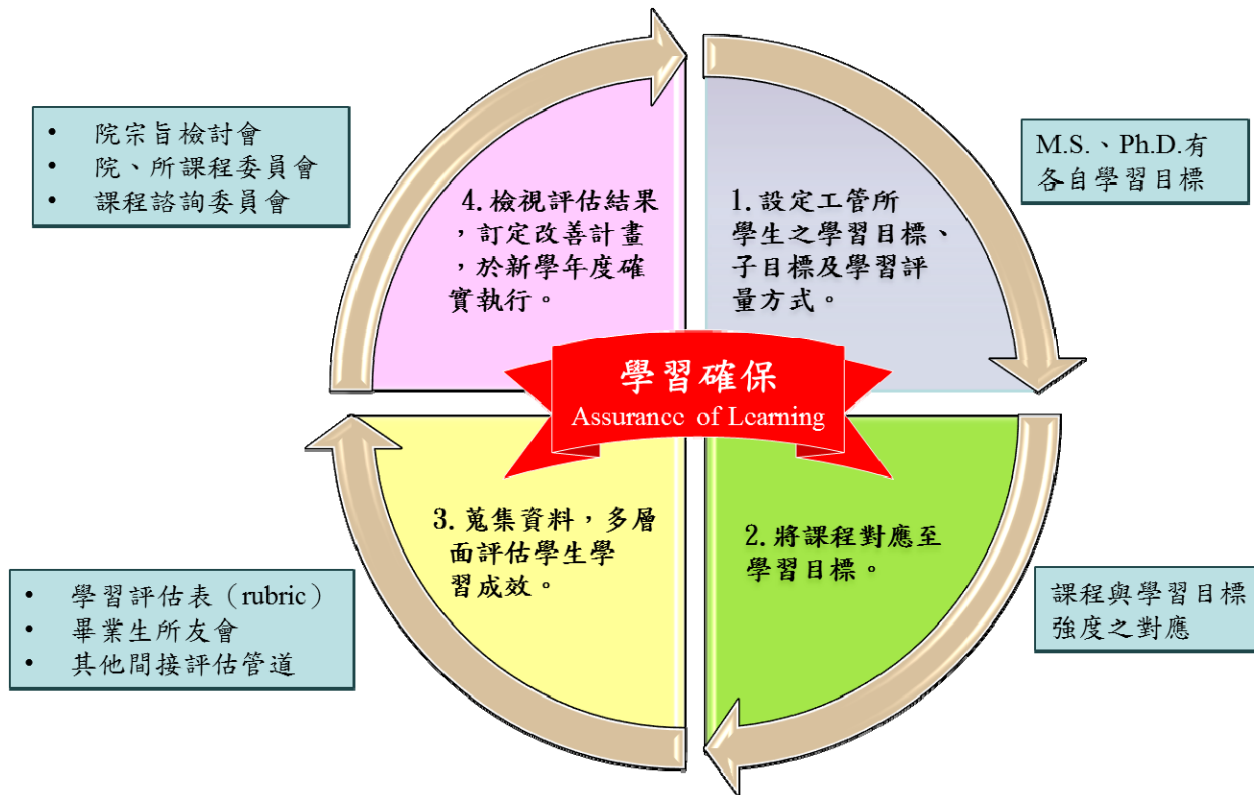 • 院宗旨檢討會
• 院、所課程委員會
• 課程諮詢委員會
M.S.、Ph.D.有
各自學習目標
4. 檢視評估結果
，訂定改善計畫
，於新學年度確
實執行。
1. 設定工管所
學生之學習目標、
子目標及學習評
量方式。
學習確保
Assurance of Learning
3. 蒐集資料，多層
面評估學生學
習成效。
2. 將課程對應至
學習目標。
• 學習評估表（rubric）
• 畢業生所友會
• 其他間接評估管道
課程與學習目標
強度之對應